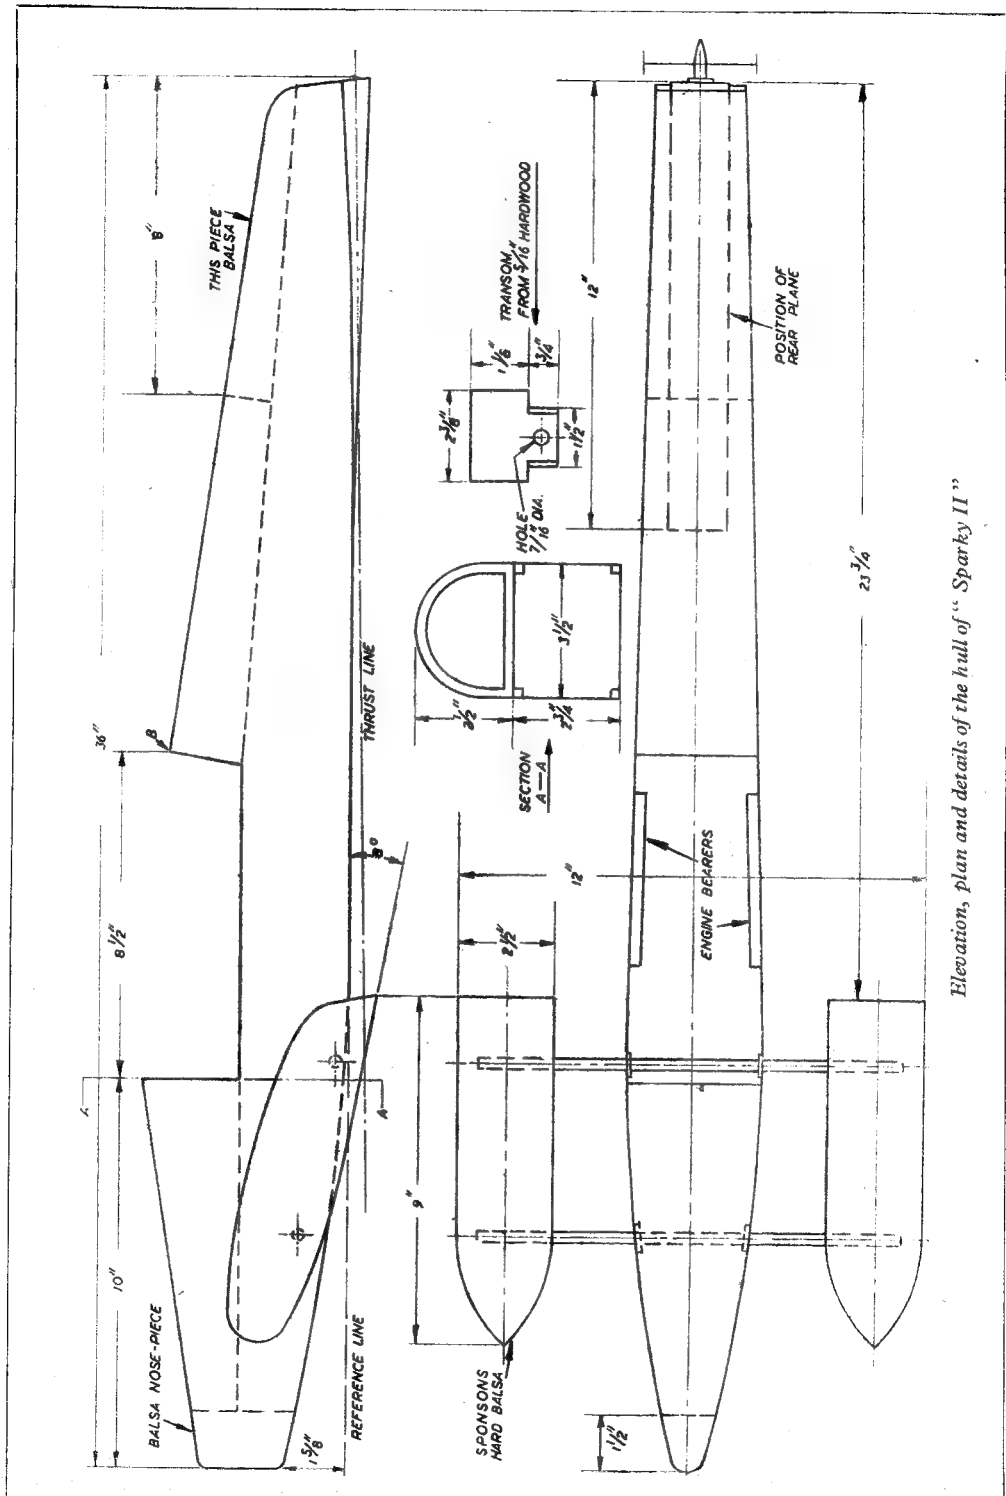 36"
8"
THIS PIECE
BALSA
B
8 1/2"
10"
A
A
8°
BALSA NOSE-PIECE
1 5/8"
REFERENCE LINE
THRUST LINE
TRANSOM,
FROM 5/16" HARDWOOD
1 1/8"
3/4"
2 3/8"
1 1/2"
HOLE
7/16" DIA.
2 1/2"
2 3/4"
3 1/2"
SECTION
A—A
12"
POSITION OF
REAR PLANE
23 3/4"
12"
2 1/2"
ENGINE BEARERS
9"
SPONSONS
HARD BALSA
1 1/2"
Elevation, plan and details of the hull of “ Sparky II ”